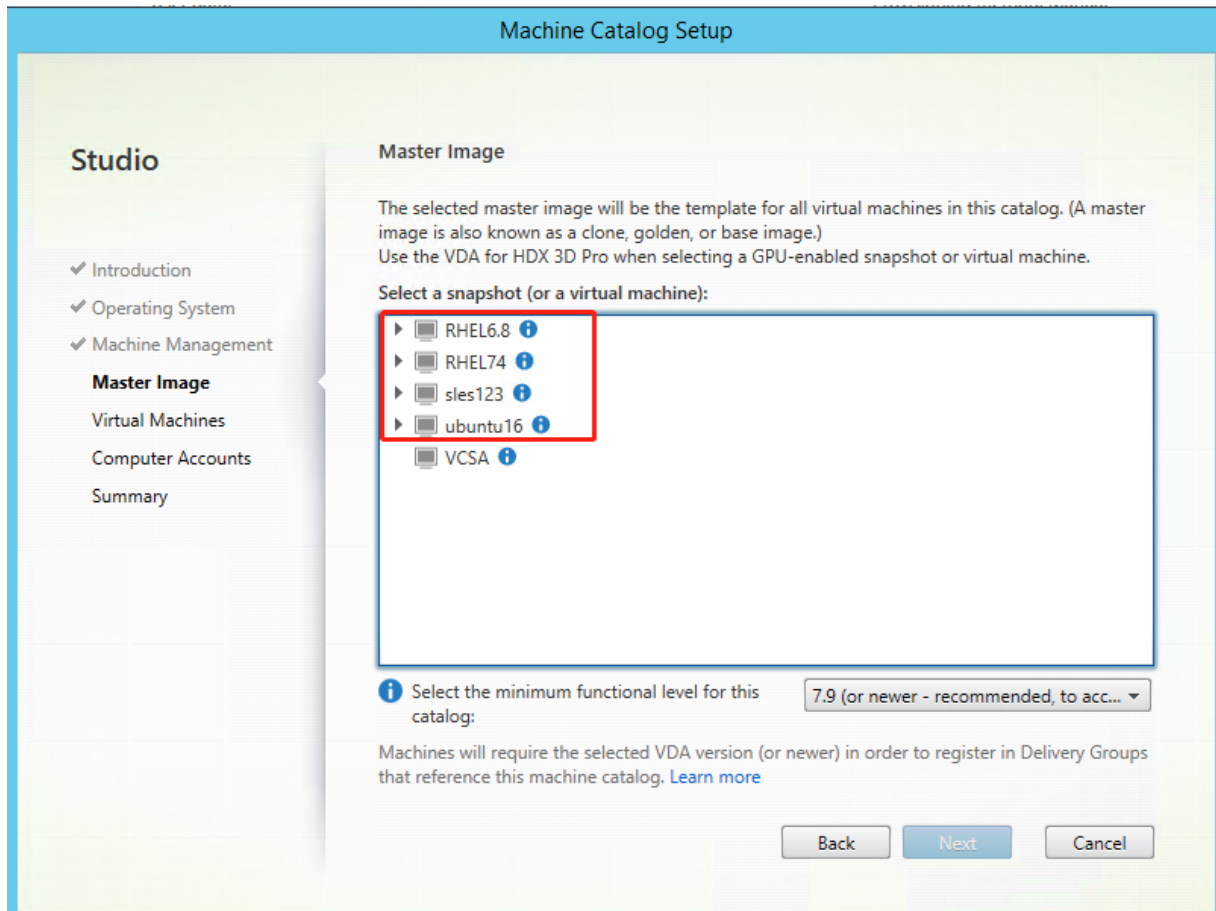 Machine Catalog Setup
Studio
Introduction
Operating System
Machine Management
Master Image
Virtual Machines
Computer Accounts
Summary
Master Image
The selected master image will be the template for all virtual machines in this catalog. (A master
image is also known as a clone, golden, or base image.)
Use the VDA for HDX 3D Pro when selecting a GPU-enabled snapshot or virtual machine.
Select a snapshot (or a virtual machine):
RHEL6.8
RHEL74
sles123
ubuntu16
VCSA
Select the minimum functional level for this
catalog:
7.9 (or newer - recommended, to acc...
Machines will require the selected VDA version (or newer) in order to register in Delivery Groups
that reference this machine catalog. Learn more
Back
Next
Cancel